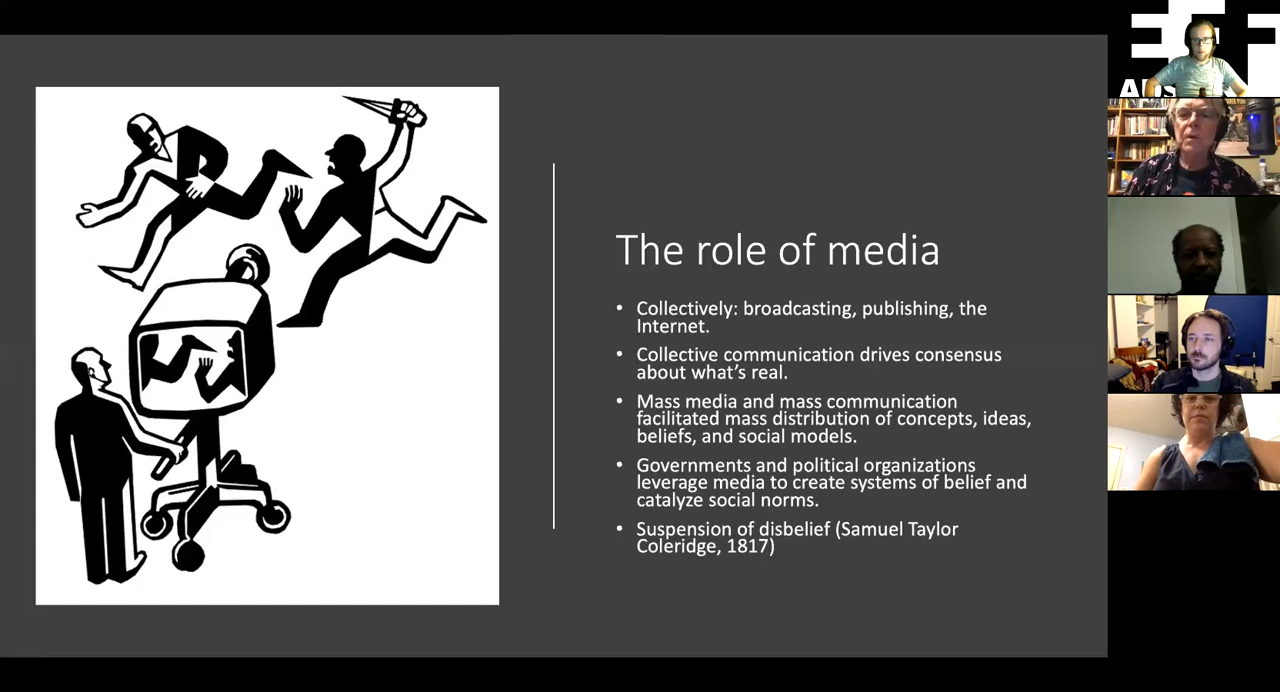 The role of media
• Collectively: broadcasting, publishing, the
Internet.
• Collective communication drives consensus
about what's real.
• Mass media and mass communication
facilitated mass distribution of concepts, ideas,
beliefs, and social models.
• Governments and political organizations
leverage media to create systems of belief and
catalyze social norms.
• Suspension of disbelief (Samuel Taylor
Coleridge, 1817)